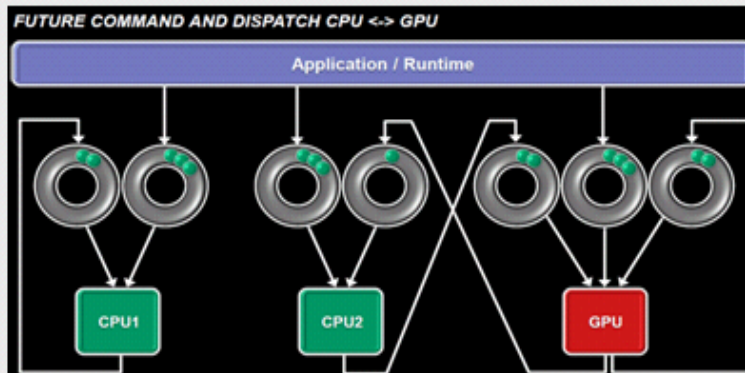 FUTURE COMMAND AND DISPATCH CPU <-> GPU
Application / Runtime
CPU1
CPU2
GPU